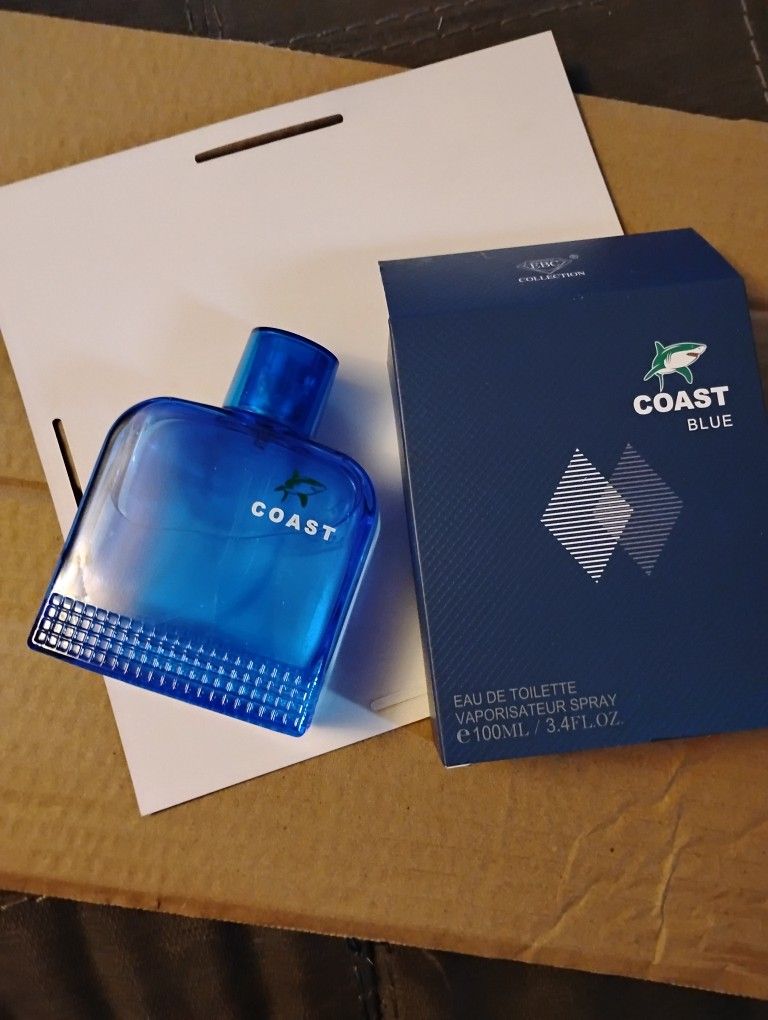 EBC®
COLLECTION
COAST
BLUE
COAST
EAU DE TOILETTE
VAPORISATEUR SPRAY
e 100ML / 3.4FL.OZ.